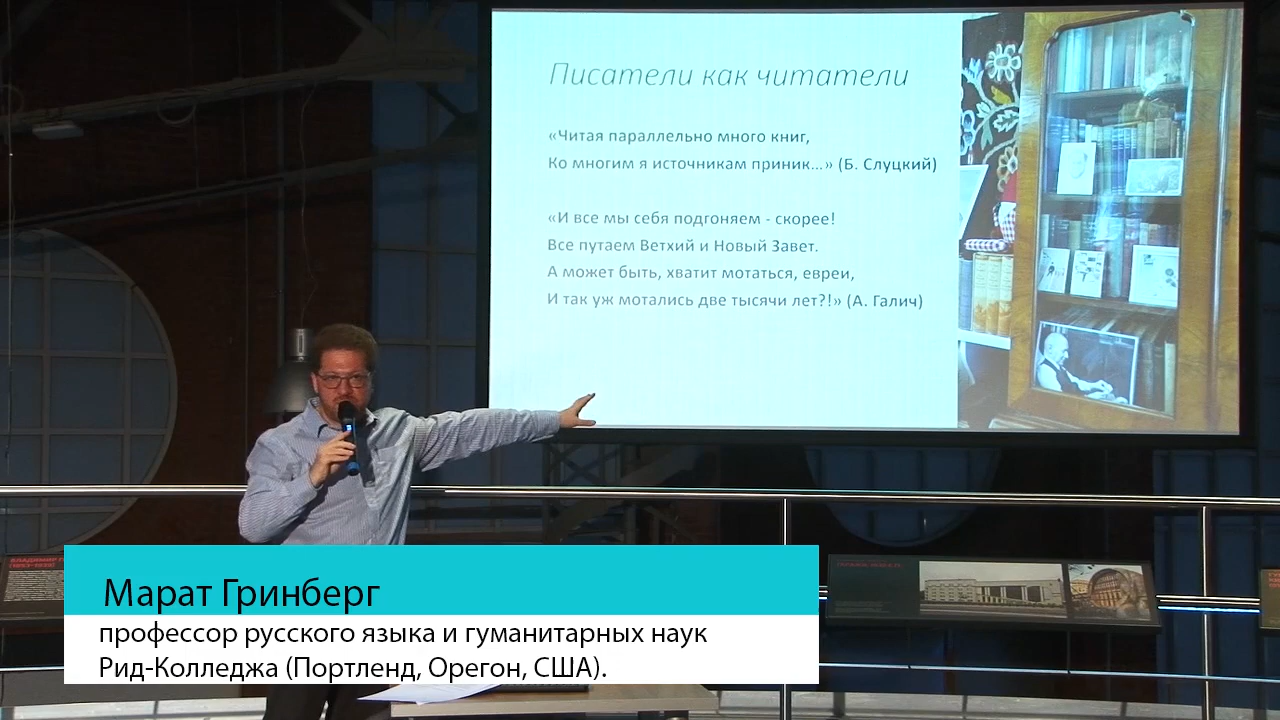 Писатели как читатели
«Читая параллельно много книг,
Ко многим я источникам приник...» (Б. Слуцкий)
«И все мы себя подгоняем - скорее!
Все путаем Ветхий и Новый Завет.
А может быть, хватит мотаться, евреи,
И так уж мотались две тысячи лет?!» (А. Галич)
Марат Гринберг
профессор русского языка и гуманитарных наук
Рид-Колледжа (Портленд, Орегон, США).